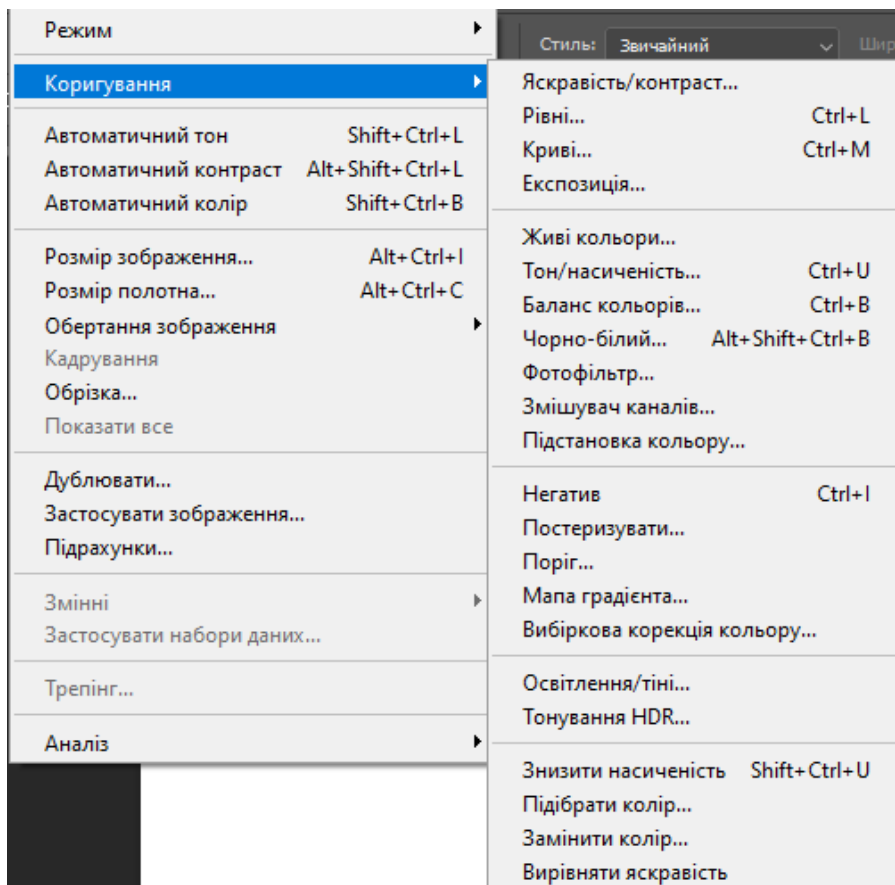 Режим
Коригування
Автоматичний тон Shift+Ctrl+L
Автоматичний контраст Alt+Shift+Ctrl+L
Автоматичний колір Shift+Ctrl+B
Розмір зображення... Alt+Ctrl+I
Розмір полотна... Alt+Ctrl+C
Обертання зображення
Кадрування
Обрізка...
Показати все
Дублювати...
Застосувати зображення...
Підрахунки...
Змінні
Застосувати набори даних...
Трепінг...
Аналіз
Стиль: Звичайний
Яскравість/контраст...
Рівні... Ctrl+L
Криві... Ctrl+M
Експозиція...
Живі кольори...
Тон/насиченість... Ctrl+U
Баланс кольорів... Ctrl+B
Чорно-білий... Alt+Shift+Ctrl+B
Фотофільтр...
Змішувач каналів...
Підстановка кольору...
Негатив Ctrl+I
Постеризувати...
Поріг...
Мапа градієнта...
Вибіркова корекція кольору...
Освітлення/тіні...
Тонування HDR...
Знизити насиченість Shift+Ctrl+U
Підібрати колір...
Замінити колір...
Вирівняти яскравість